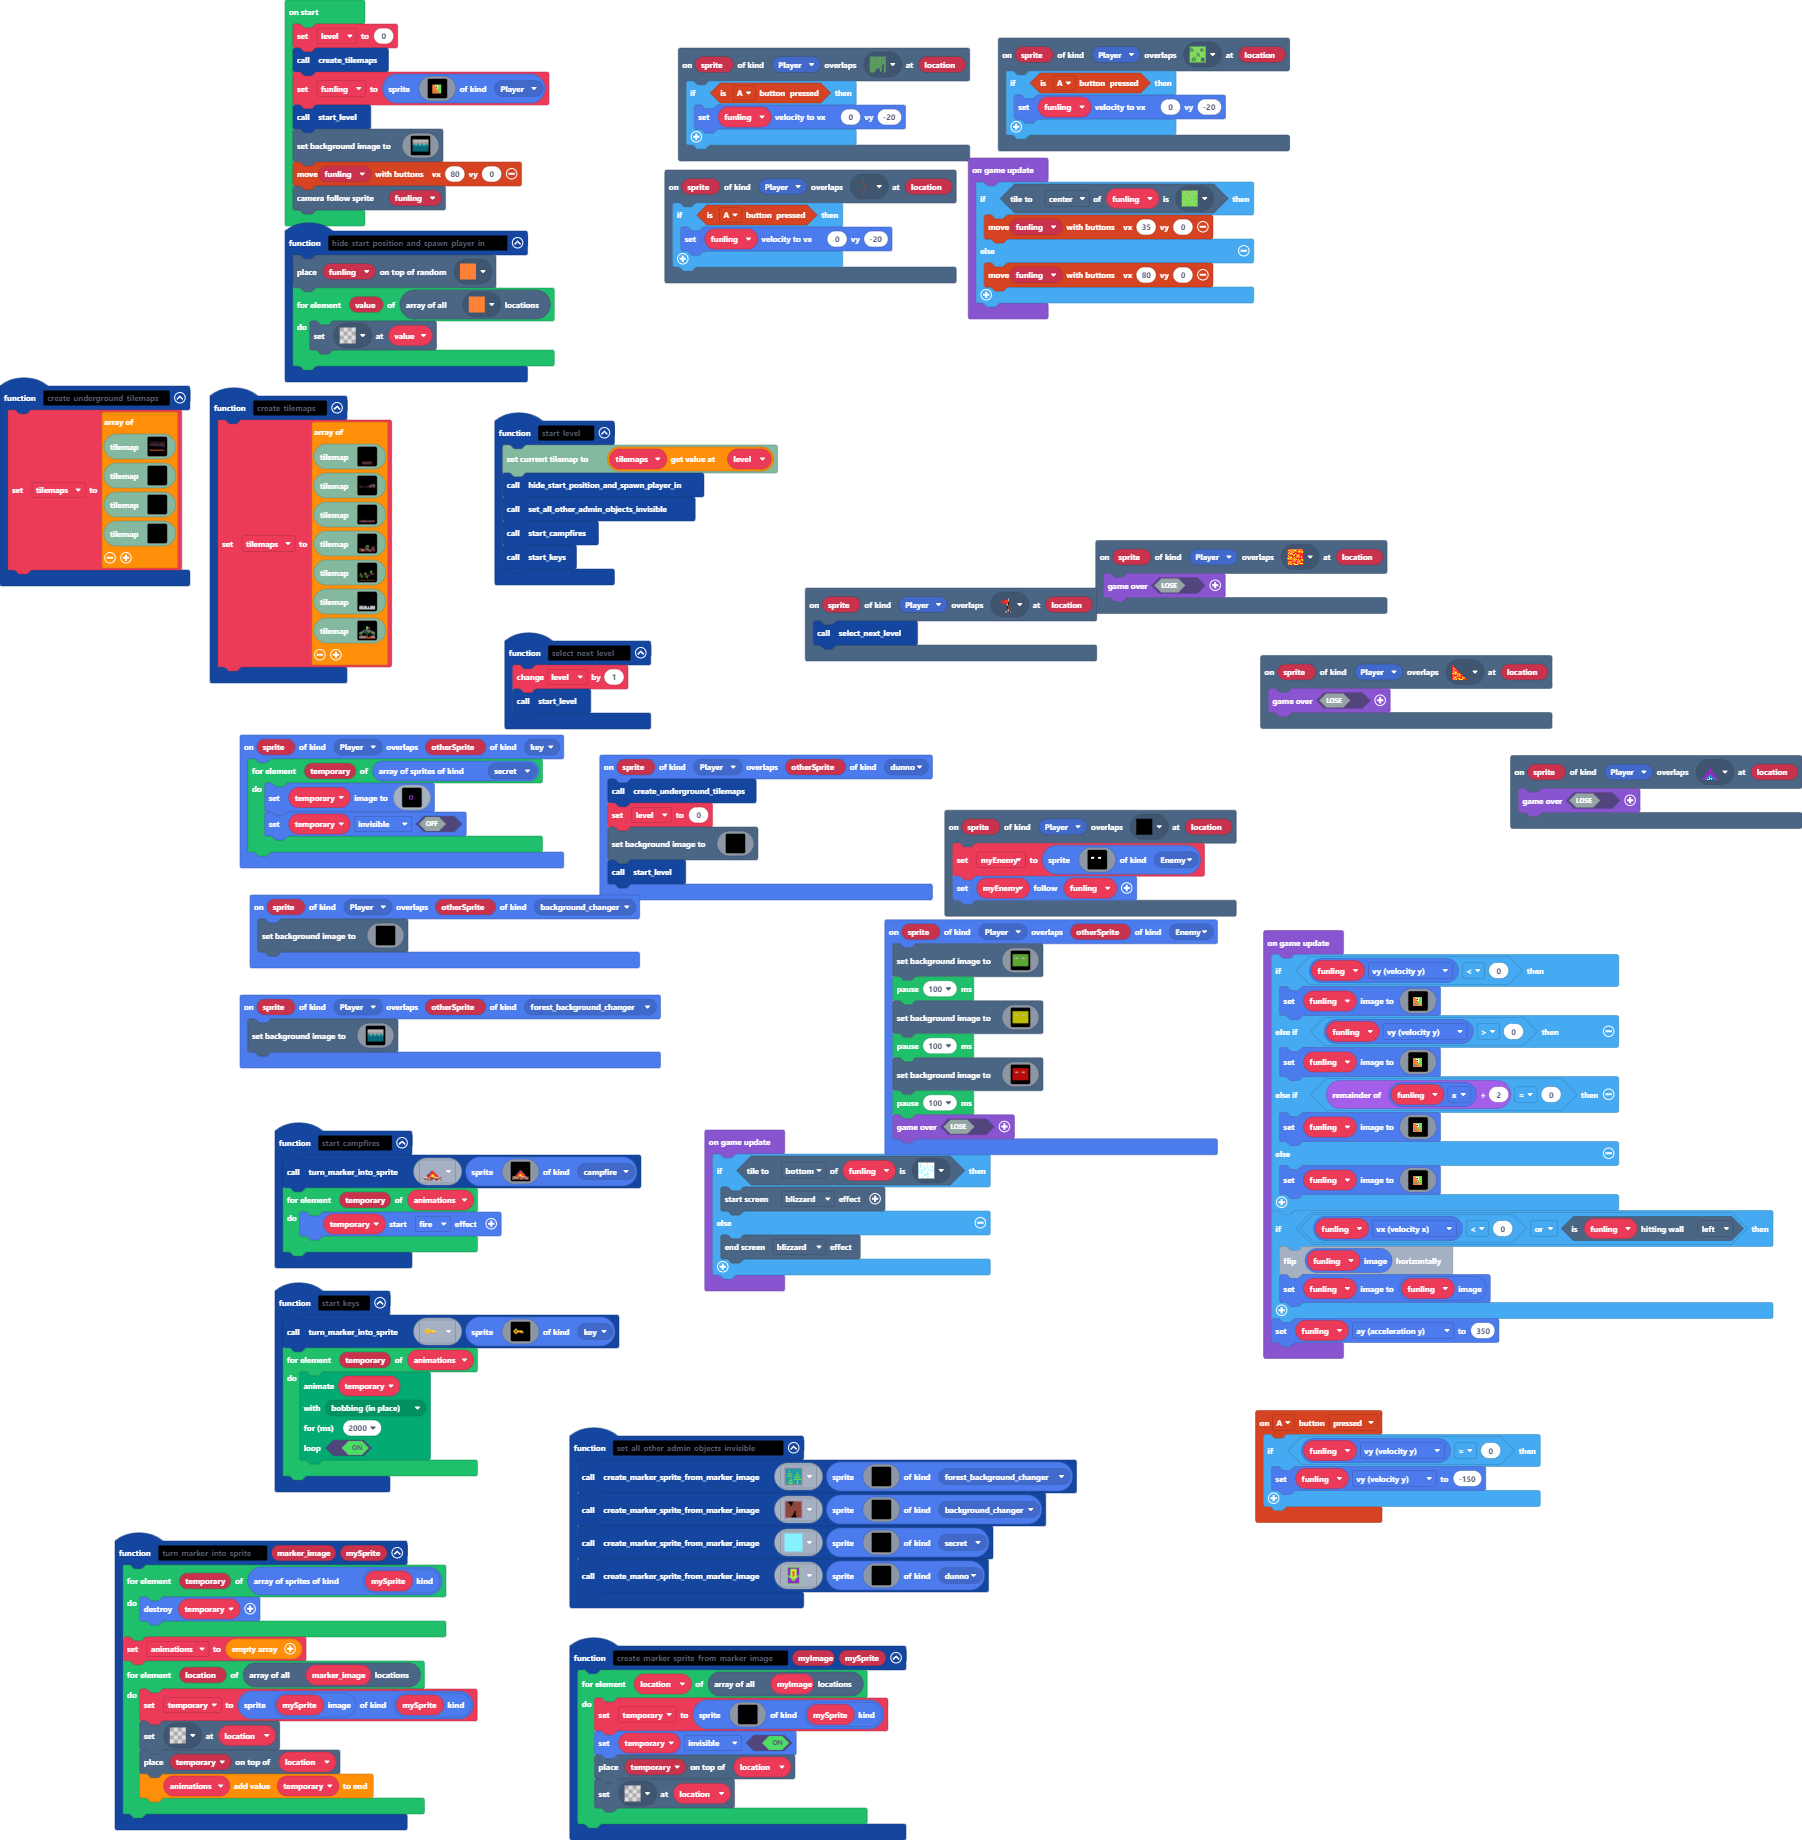 on start
set level to 0
call create_tilemaps
set funling to sprite of kind Player
call start_level
set background image to
move funling with buttons vx 80 vy 0
camera follow sprite funling
function hide start position and spawn player in
place funling on top of random
for element value of array of all locations
do
set at value
on sprite of kind Player overlaps at location
if is A button pressed then
set funling velocity to vx 0 vy -20
on sprite of kind Player overlaps at location
if is A button pressed then
set funling velocity to vx 0 vy -20
on sprite of kind Player overlaps at location
if is A button pressed then
set funling velocity to vx 0 vy -20
on game update
if tile to center of funling is then
move funling with buttons vx 35 vy 0
else
move funling with buttons vx 80 vy 0
function create underground tilemaps
array of
tilemap
tilemap
set tilemaps to
tilemap
tilemap
function create tilemaps
array of
tilemap
tilemap
tilemap
set tilemaps to tilemap
tilemap
tilemap
tilemap
function start level
set current tilemap to tilemaps get value at level
call hide_start_position_and_spawn_player_in
call set_all_other_admin_objects_invisible
call start_campfires
call start_keys
function select next level
change level by 1
call start_level
on sprite of kind Player overlaps at location
call select_next_level
on sprite of kind Player overlaps at location
game over LOSE
on sprite of kind Player overlaps at location
game over LOSE
on sprite of kind Player overlaps at location
game over LOSE
on sprite of kind Player overlaps otherSprite of kind key
for element temporary of array of sprites of kind secret
do
set temporary image to
set temporary invisible OFF
on sprite of kind Player overlaps otherSprite of kind dunno
call create_underground_tilemaps
set level to 0
set background image to
call start_level
on sprite of kind Player overlaps at location
set myEnemy to sprite of kind Enemy
set myEnemy follow funling
on sprite of kind Player overlaps otherSprite of kind background_changer
set background image to
on sprite of kind Player overlaps otherSprite of kind forest_background_changer
set background image to
on sprite of kind Player overlaps otherSprite of kind Enemy
set background image to
pause 100 ms
set background image to
pause 100 ms
set background image to
pause 100 ms
game over LOSE
on game update
if funling vy (velocity y) < 0 then
set funling image to
else if funling vy (velocity y) > 0 then
set funling image to
else if remainder of funling x ÷ 2 = 0 then
set funling image to
else
set funling image to
if funling vx (velocity x) < 0 or is funling hitting wall left then
flip funling image horizontally
set funling image to funling image
set funling ay (acceleration y) to 350
function start campfires
call turn_marker_into_sprite sprite of kind campfire
for element temporary of animations
do
temporary start fire effect
on game update
if tile to bottom of funling is then
start screen blizzard effect
else
end screen blizzard effect
function start keys
call turn_marker_into_sprite sprite of kind key
for element temporary of animations
do
animate temporary
with bobbing (in place)
for (ms) 2000
loop ON
on A button pressed
if funling vy (velocity y) = 0 then
set funling vy (velocity y) to -150
function set all other admin objects invisible
call create_marker_sprite_from_marker_image sprite of kind forest_background_changer
call create_marker_sprite_from_marker_image sprite of kind background_changer
call create_marker_sprite_from_marker_image sprite of kind secret
call create_marker_sprite_from_marker_image sprite of kind dunno
function turn marker into sprite marker_image mySprite
for element temporary of array of sprites of kind mySprite kind
do
destroy temporary
set animations to empty array
for element location of array of all marker_image locations
do
set temporary to sprite mySprite image of kind mySprite kind
set at location
place temporary on top of location
animations add value temporary to end
function create marker sprite from marker image myImage mySprite
for element location of array of all myImage locations
do
set temporary to sprite of kind mySprite kind
set temporary invisible ON
place temporary on top of location
set at location